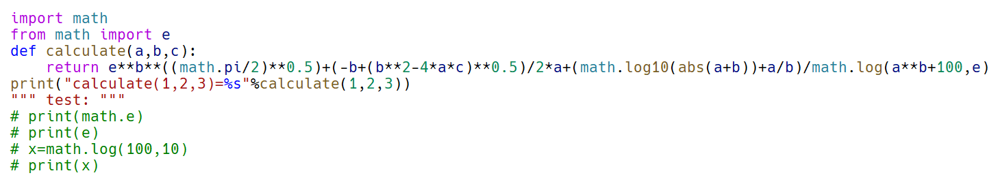 import math
from math import e
def calculate(a,b,c):
    return e**b**((math.pi/2)**0.5)+(-b+(b**2-4*a*c)**0.5)/2*a+(math.log10(abs(a+b))+a/b)/math.log(a**b+100,e)
print("calculate(1,2,3)=%s"%calculate(1,2,3))
""" test: """
# print(math.e)
# print(e)
# x=math.log(100,10)
# print(x)